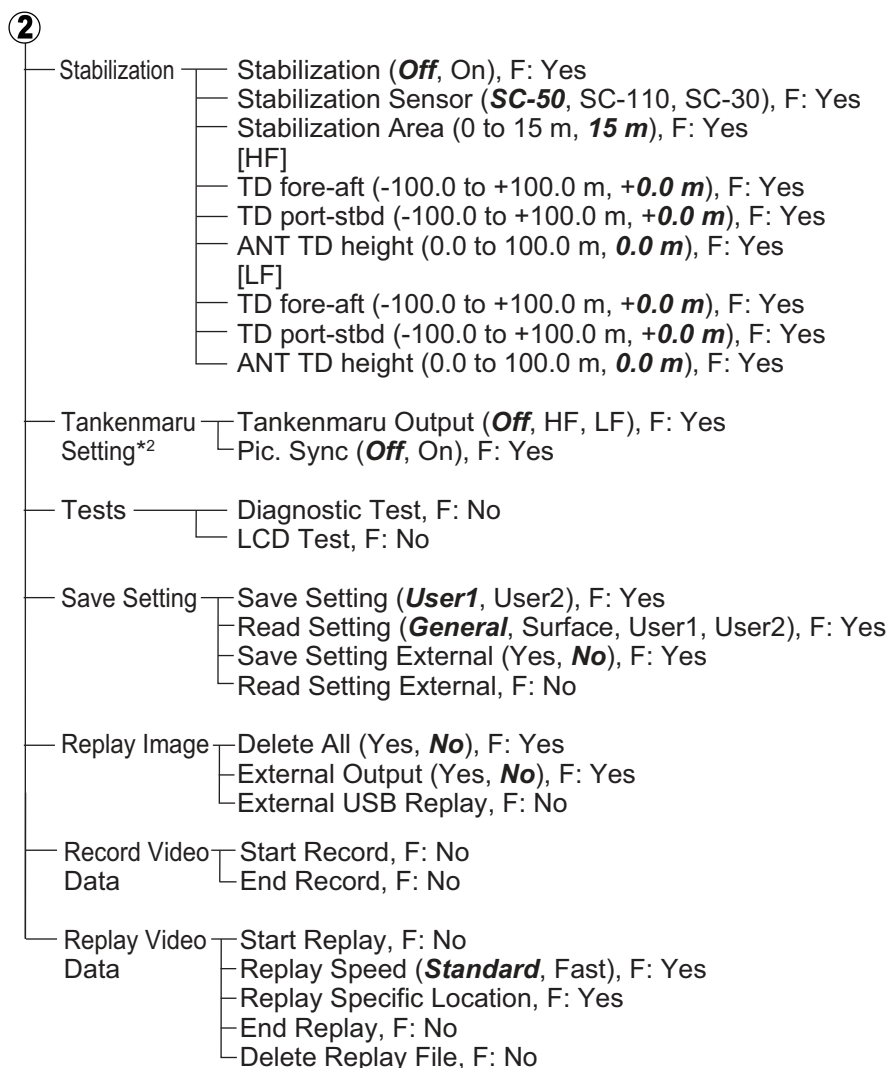 2
Stabilization Stabilization (Off, On), F: Yes
Stabilization Sensor (SC-50, SC-110, SC-30), F: Yes
Stabilization Area (0 to 15 m, 15 m), F: Yes
[HF]
TD fore-aft (-100.0 to +100.0 m, +0.0 m), F: Yes
TD port-stbd (-100.0 to +100.0 m, +0.0 m), F: Yes
ANT TD height (0.0 to 100.0 m, 0.0 m), F: Yes
[LF]
TD fore-aft (-100.0 to +100.0 m, +0.0 m), F: Yes
TD port-stbd (-100.0 to +100.0 m, +0.0 m), F: Yes
ANT TD height (0.0 to 100.0 m, 0.0 m), F: Yes
Tankenmaru Tankenmaru Output (Off, HF, LF), F: Yes
Setting*2 Pic. Sync (Off, On), F: Yes
Tests Diagnostic Test, F: No
LCD Test, F: No
Save Setting Save Setting (User1, User2), F: Yes
Read Setting (General, Surface, User1, User2), F: Yes
Save Setting External (Yes, No), F: Yes
Read Setting External, F: No
Replay Image Delete All (Yes, No), F: Yes
External Output (Yes, No), F: Yes
External USB Replay, F: No
Record Video Start Record, F: No
Data End Record, F: No
Replay Video Start Replay, F: No
Data Replay Speed (Standard, Fast), F: Yes
Replay Specific Location, F: Yes
End Replay, F: No
Delete Replay File, F: No